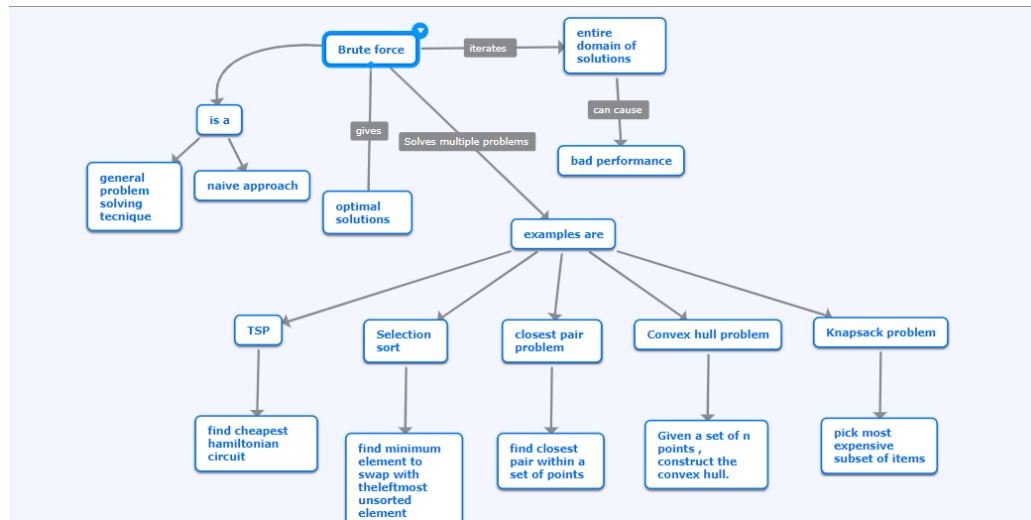 Brute force
iterates
entire
domain of
solutions
is a
gives
Solves multiple problems
can cause
general
problem
solving
tecnique
naive approach
optimal
solutions
bad performance
examples are
TSP
Selection
sort
closest pair
problem
Convex hull problem
Knapsack problem
find cheapest
hamiltonian
circuit
find minimum
element to
swap with
theleftmost
unsorted
element
find closest
pair within a
set of points
Given a set of n
points ,
construct the
convex hull.
pick most
expensive
subset of items